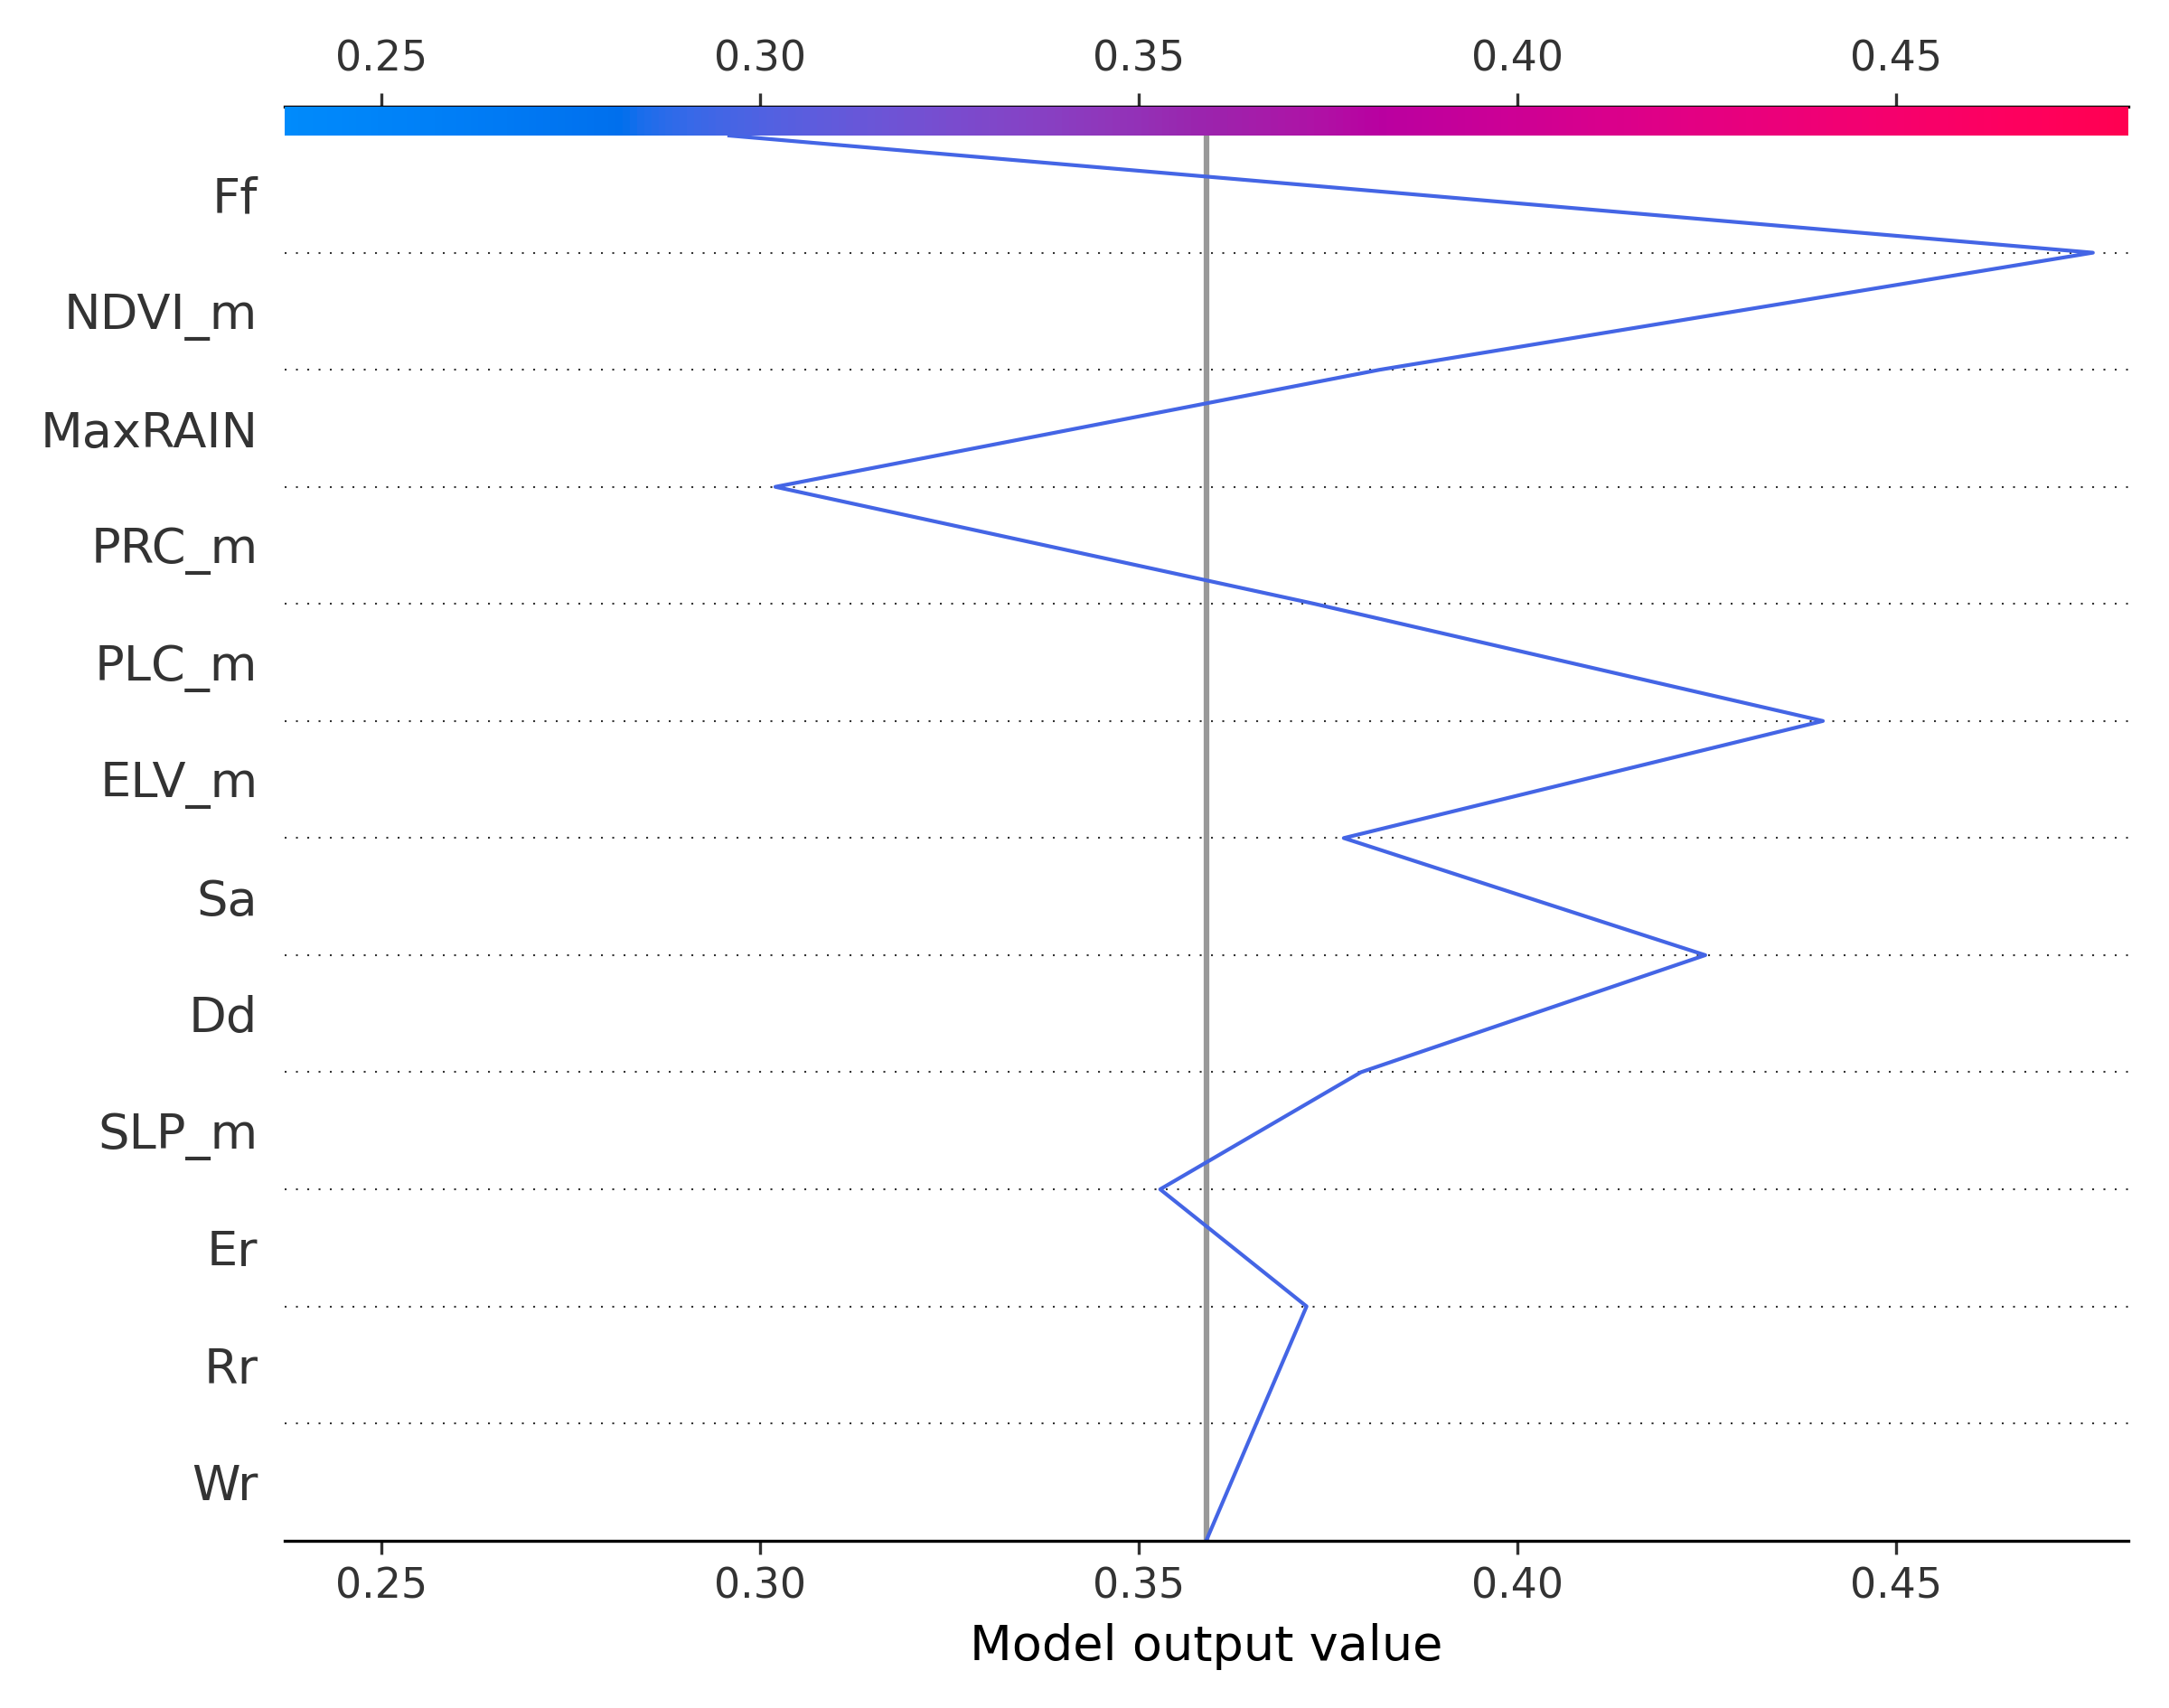 0.25 0.30 0.35 0.40 0.45
Ff
NDVI_m
MaxRAIN
PRC_m
PLC_m
ELV_m
Sa
Dd
SLP_m
Er
Rr
Wr
0.25 0.30 0.35 0.40 0.45
Model output value